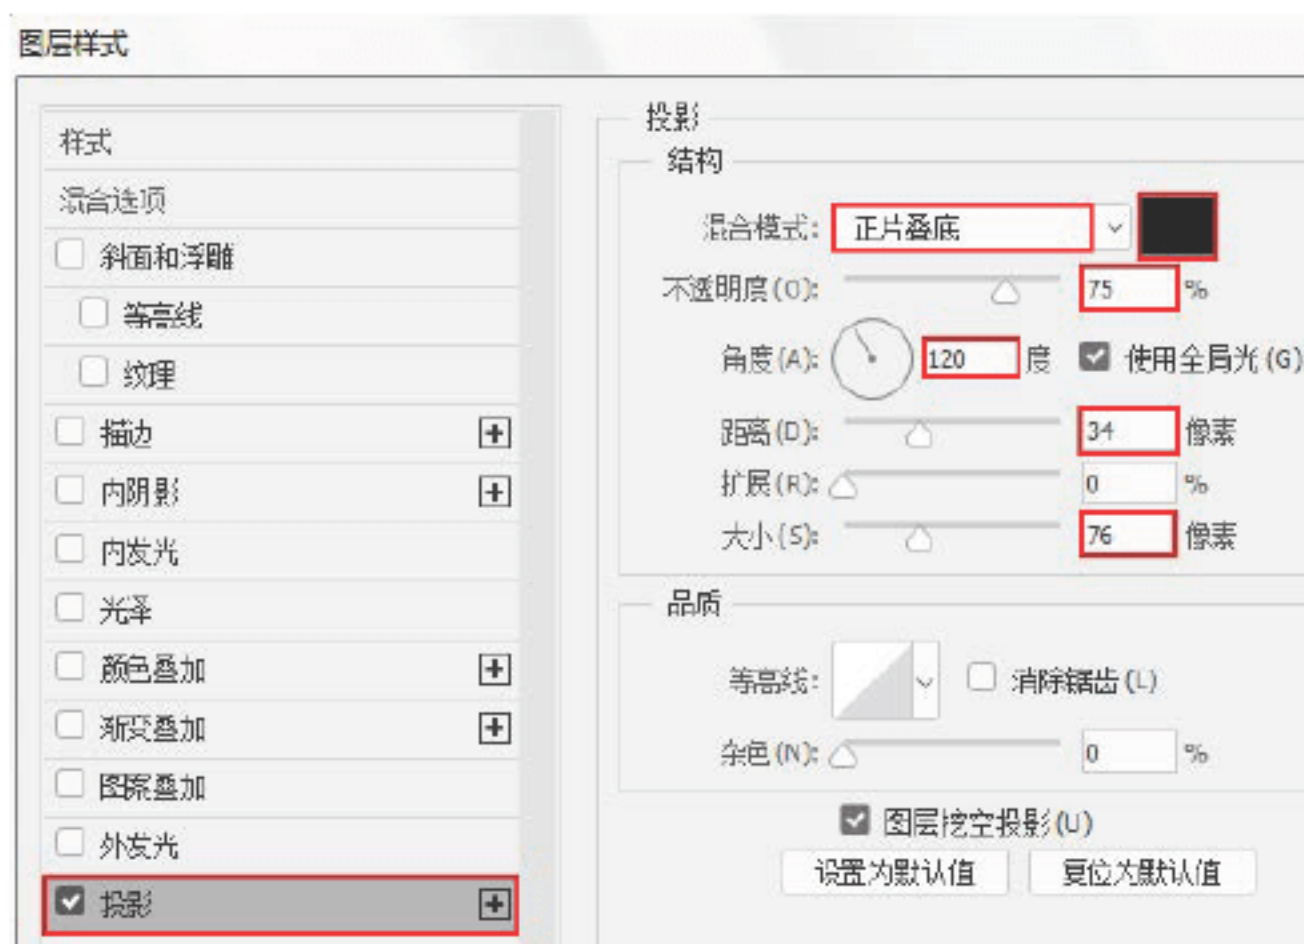 图层样式
样式
混合选项
斜面和浮雕
等高线
纹理
描边
内阴影
内发光
光泽
颜色叠加
渐变叠加
图案叠加
外发光
投影
投影
结构
混合模式: 正片叠底
不透明度(O): 75 %
角度(A): 120 度 使用全局光(G)
距离(D): 34 像素
扩展(R): 0 %
大小(S): 76 像素
品质
等高线: 消除锯齿(L)
杂色(N): 0 %
图层挖空投影(U)
设置为默认值 复位为默认值